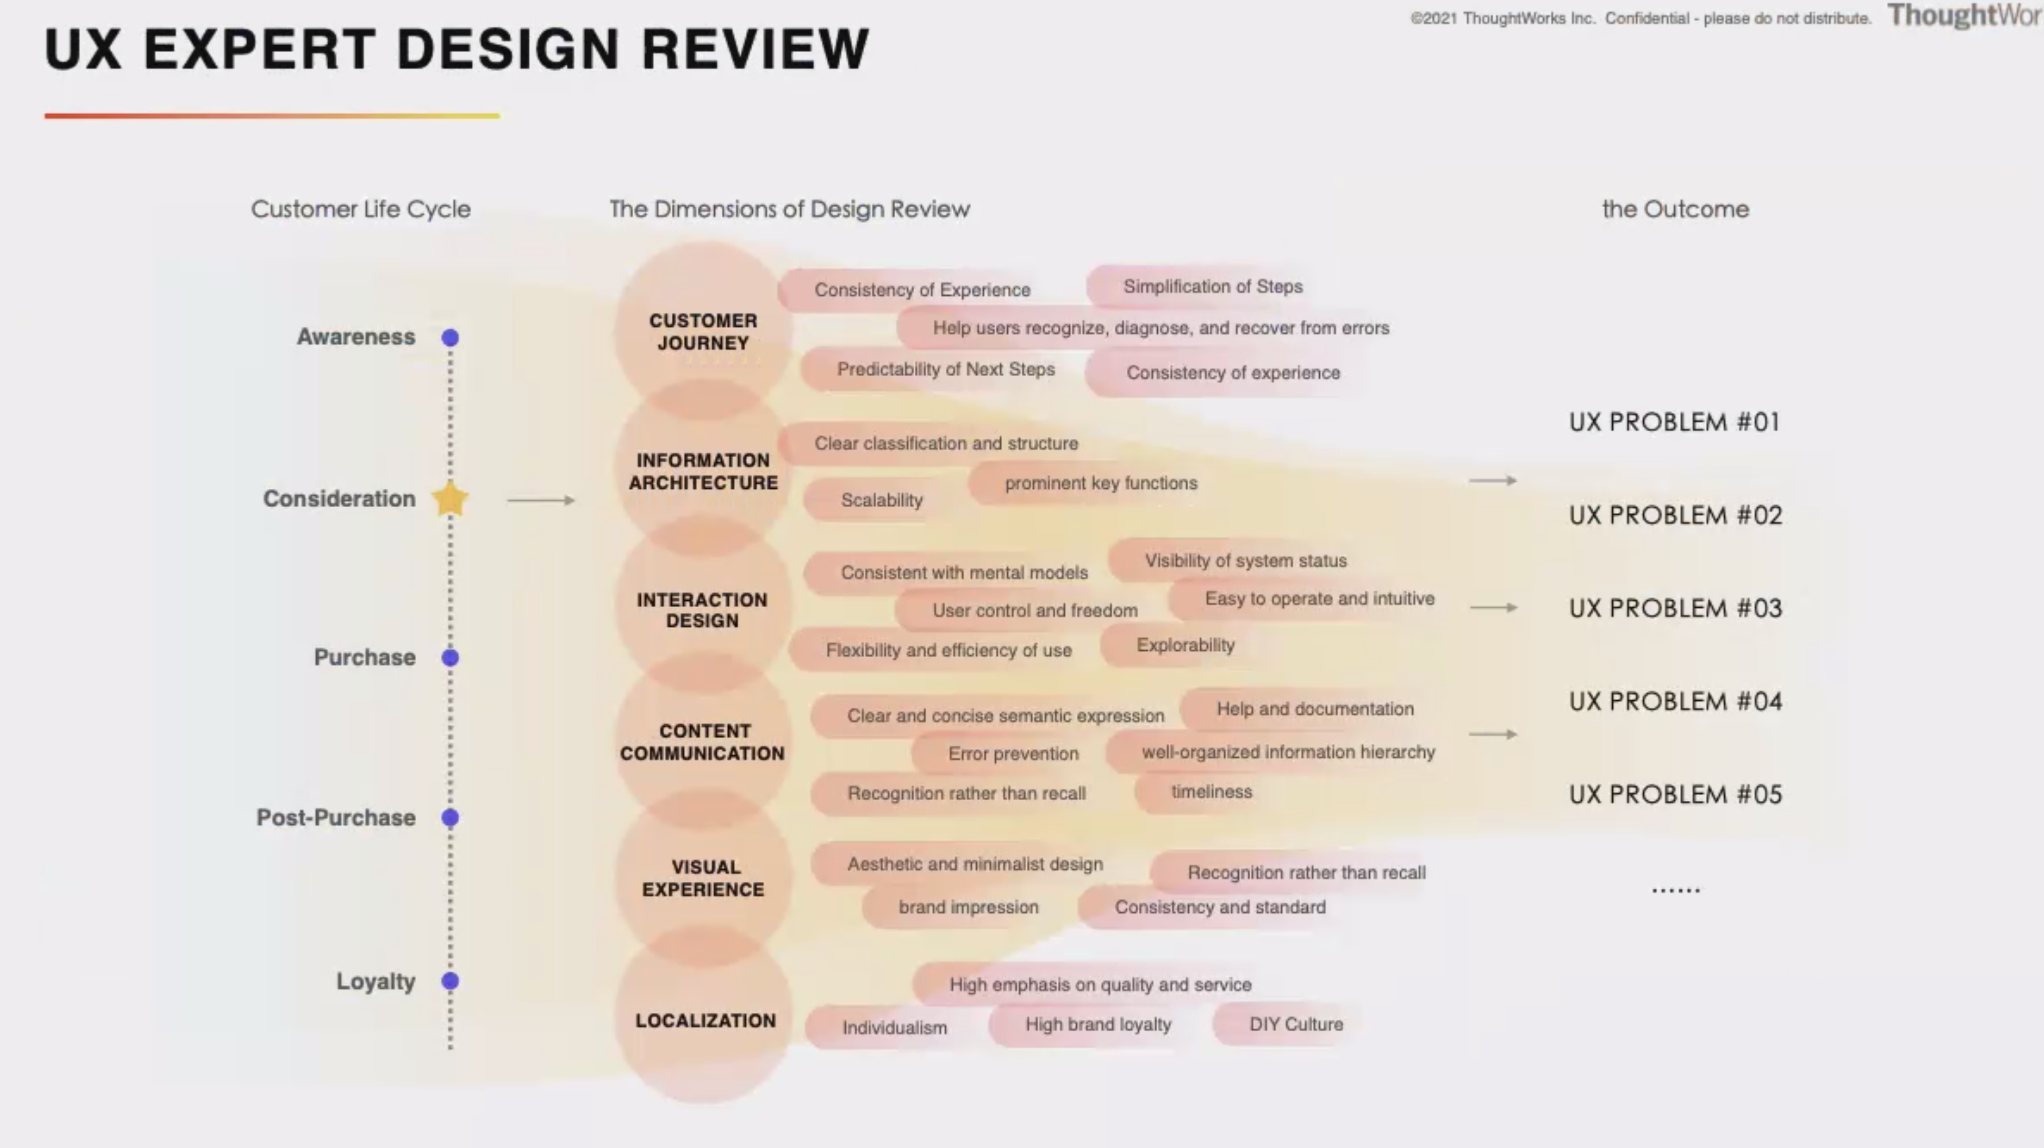 ©2021 ThoughtWorks Inc. Confidential - please do not distribute.
ThoughtWor
UX EXPERT DESIGN REVIEW
Customer Life Cycle
The Dimensions of Design Review
the Outcome
Awareness
Consideration
Purchase
Post-Purchase
Loyalty
CUSTOMER
JOURNEY
Consistency of Experience
Simplification of Steps
Help users recognize, diagnose, and recover from errors
Predictability of Next Steps
Consistency of experience
INFORMATION
ARCHITECTURE
Clear classification and structure
prominent key functions
Scalability
INTERACTION
DESIGN
Consistent with mental models
Visibility of system status
User control and freedom
Easy to operate and intuitive
Flexibility and efficiency of use
Explorability
CONTENT
COMMUNICATION
Clear and concise semantic expression
Help and documentation
Error prevention
well-organized information hierarchy
Recognition rather than recall
timeliness
VISUAL
EXPERIENCE
Aesthetic and minimalist design
Recognition rather than recall
brand impression
Consistency and standard
LOCALIZATION
High emphasis on quality and service
Individualism
High brand loyalty
DIY Culture
UX PROBLEM #01
UX PROBLEM #02
UX PROBLEM #03
UX PROBLEM #04
UX PROBLEM #05
......